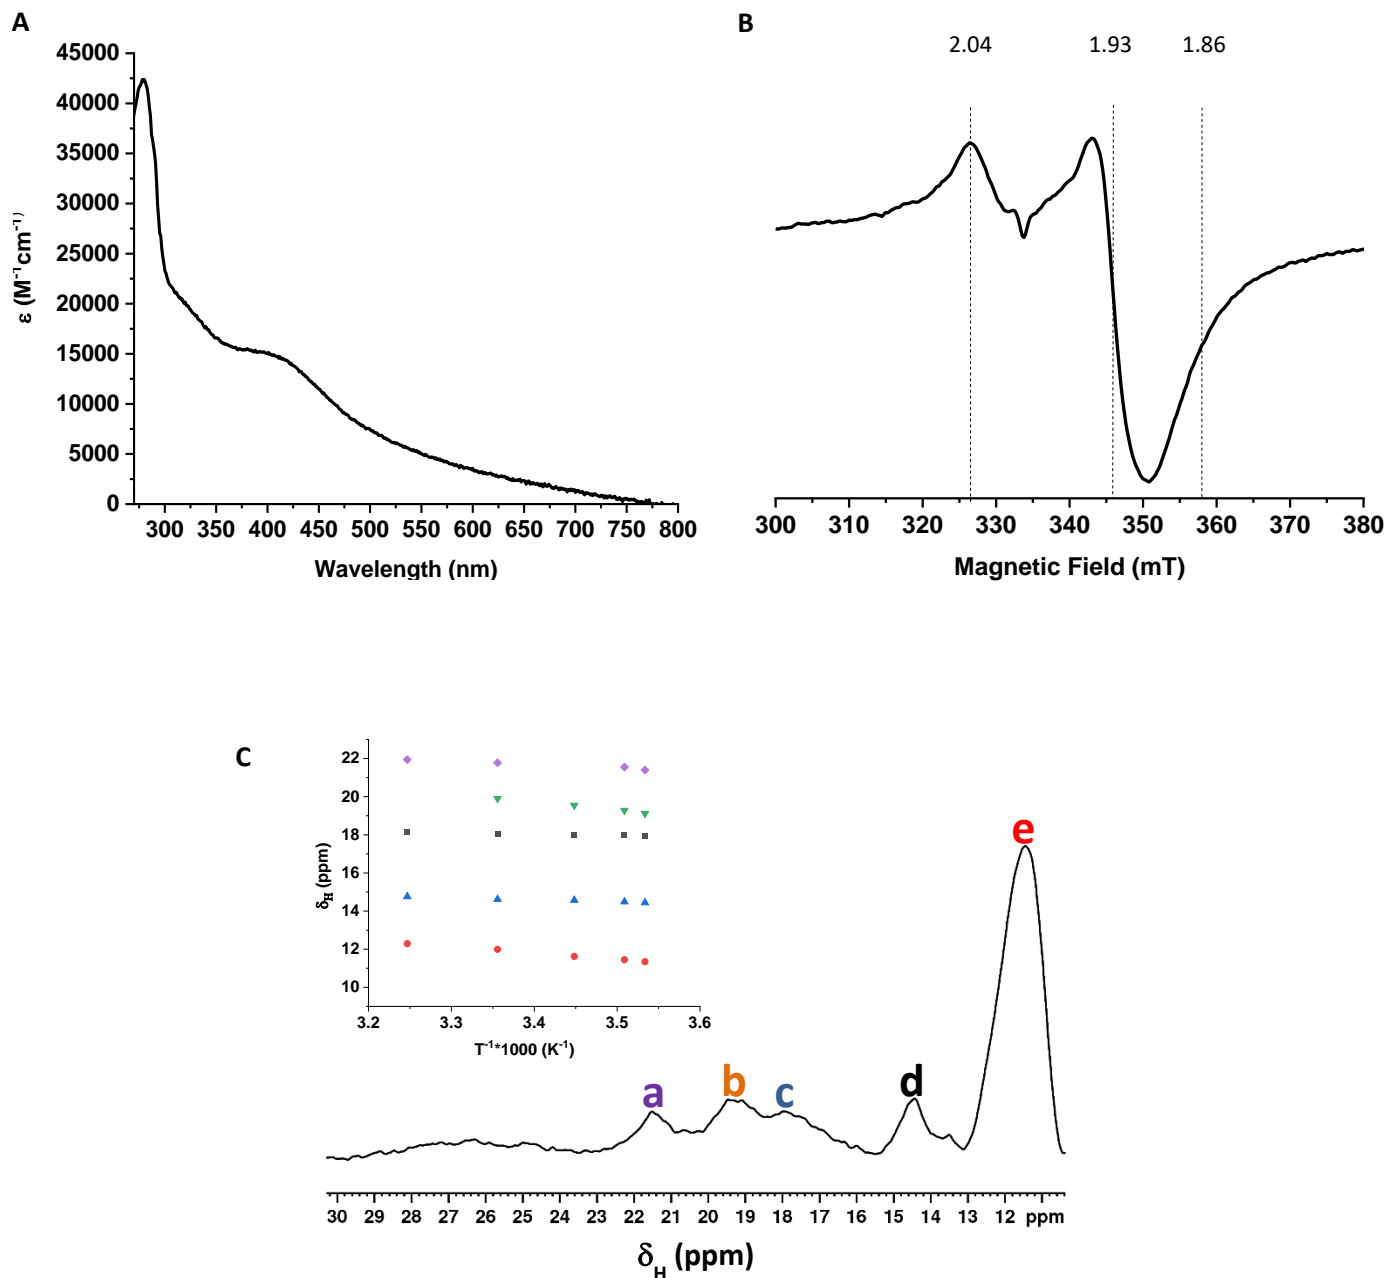 A
45000
40000
35000
30000
25000
20000
15000
10000
5000
0
ε (M⁻¹cm⁻¹)
300 350 400 450 500 550 600 650 700 750 800
Wavelength (nm)
B
2.04 1.93 1.86
300 310 320 330 340 350 360 370 380
Magnetic Field (mT)
C
22
20
18
16
14
12
10
δH (ppm)
3.2 3.3 3.4 3.5 3.6
T⁻¹*1000 (K⁻¹)
a b c d e
30 29 28 27 26 25 24 23 22 21 20 19 18 17 16 15 14 13 12 ppm
δH (ppm)